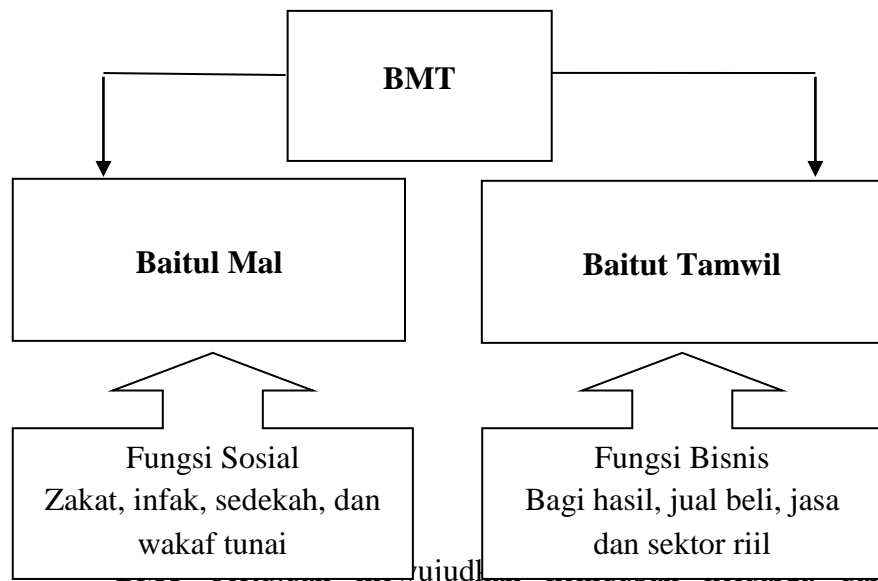 BMT
Baitul Mal
Baitut Tamwil
Fungsi Sosial
Zakat, infak, sedekah, dan
wakaf tunai
Fungsi Bisnis
Bagi hasil, jual beli, jasa
dan sektor riil